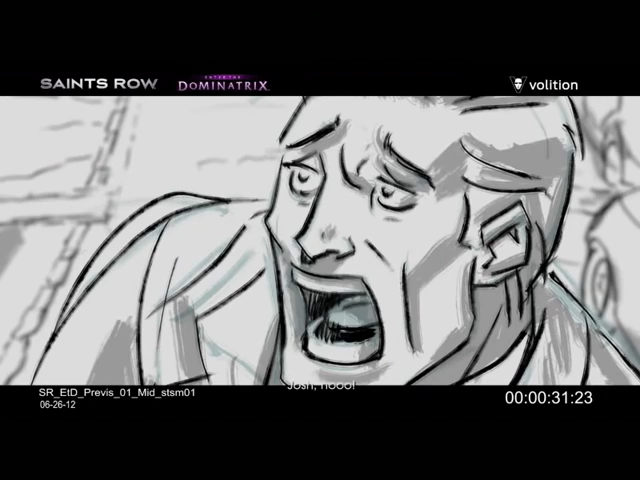 SAINTS ROW
ENTER THE
DOMINATRIX
volition
Josh, nooo!
SR_EtD_Previs_01_Mid_stsm01
06-26-12
00:00:31:23